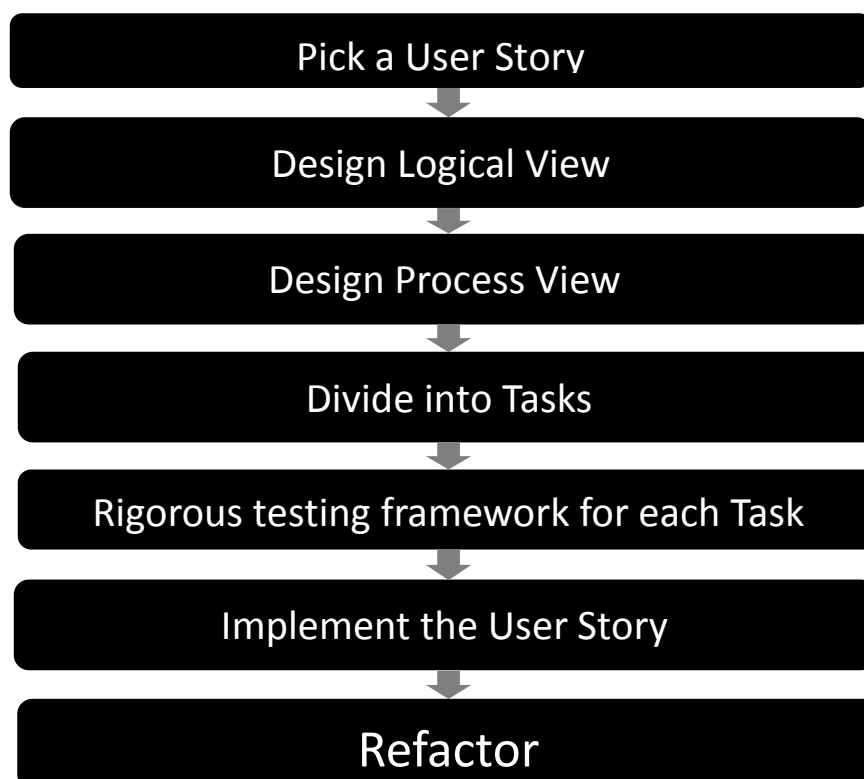 Pick a User Story
Design Logical View
Design Process View
Divide into Tasks
Rigorous testing framework for each Task
Implement the User Story
Refactor